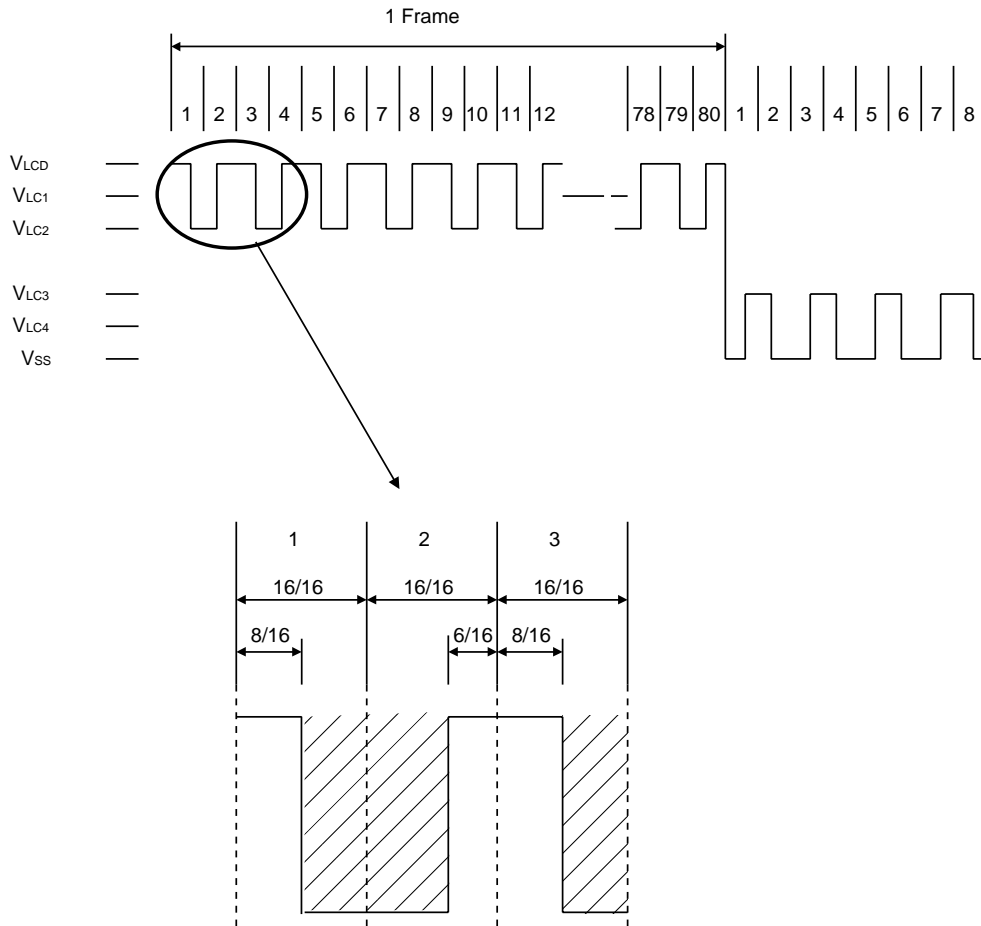 1 Frame
1 2 3 4 5 6 7 8 9 10 11 12 78 79 80 1 2 3 4 5 6 7 8
VLCD
VLC1
VLC2
VLC3
VLC4
VSS
1 2 3
16/16 16/16 16/16
8/16 6/16 8/16